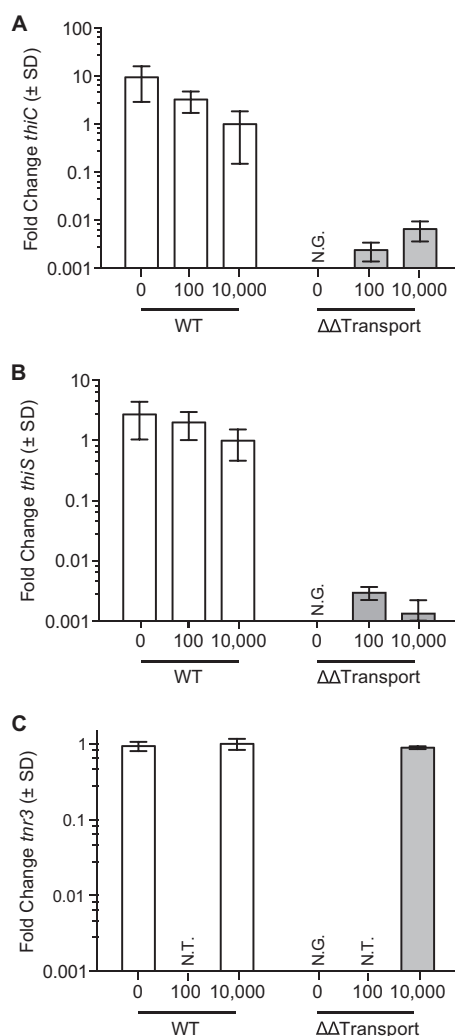 A
Fold Change thiC (± SD)
100
10
1
0.1
0.01
0.001
N.G.
0 100 10,000 0 100 10,000
WT ΔΔTransport
B
Fold Change thiS (± SD)
10
1
0.1
0.01
0.001
N.G.
0 100 10,000 0 100 10,000
WT ΔΔTransport
C
Fold Change tnr3 (± SD)
1
0.1
0.01
0.001
N.T. N.G. N.T.
0 100 10,000 0 100 10,000
WT ΔΔTransport